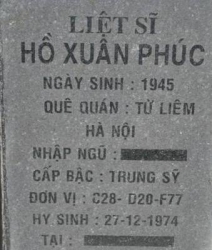 LIỆT SĨ
HỒ XUÂN PHÚC
NGÀY SINH : 1945
QUÊ QUÁN : TỪ LIÊM
HÀ NỘI
NHẬP NGŨ :
CẤP BẬC : TRUNG SỸ
ĐƠN VỊ : C28- D20-F77
HY SINH : 27-12-1974
TẠI :